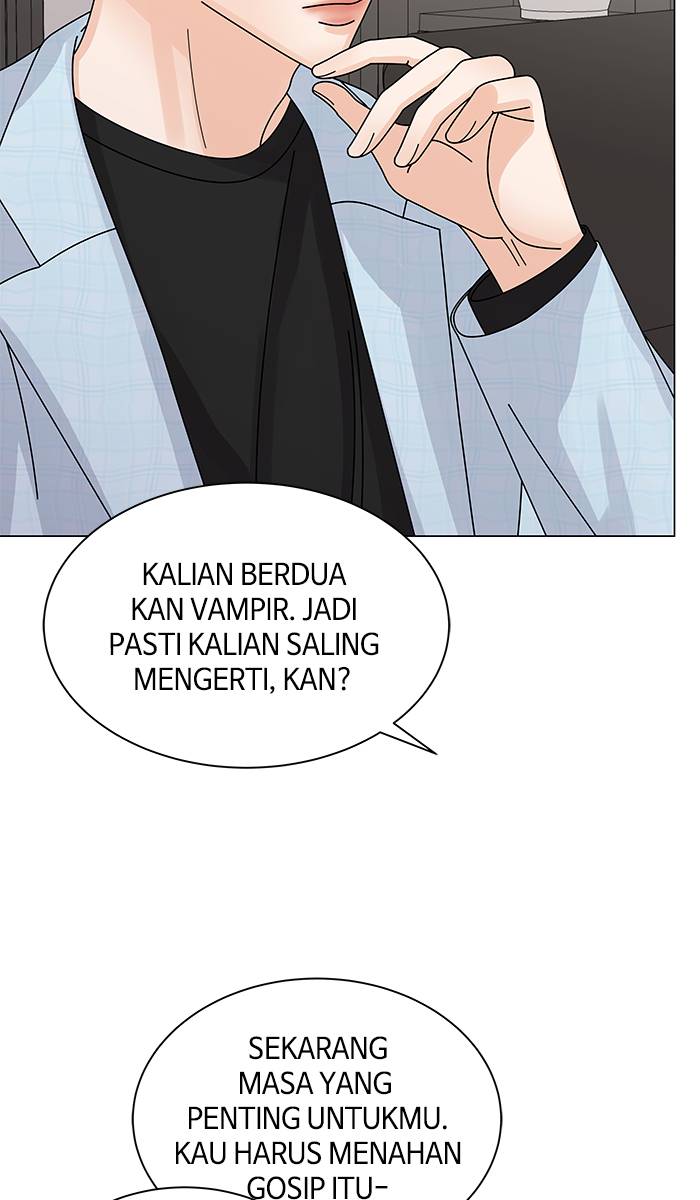 KALIAN BERDUA
KAN VAMPIR. JADI
PASTI KALIAN SALING
MENGERTI, KAN?
SEKARANG
MASA YANG
PENTING UNTUKMU.
KAU HARUS MENAHAN
GOSIP ITU-